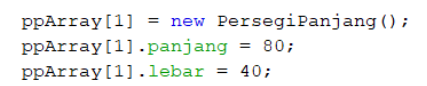 ppArray[1] = new PersegiPanjang();
ppArray[1].panjang = 80;
ppArray[1].lebar = 40;